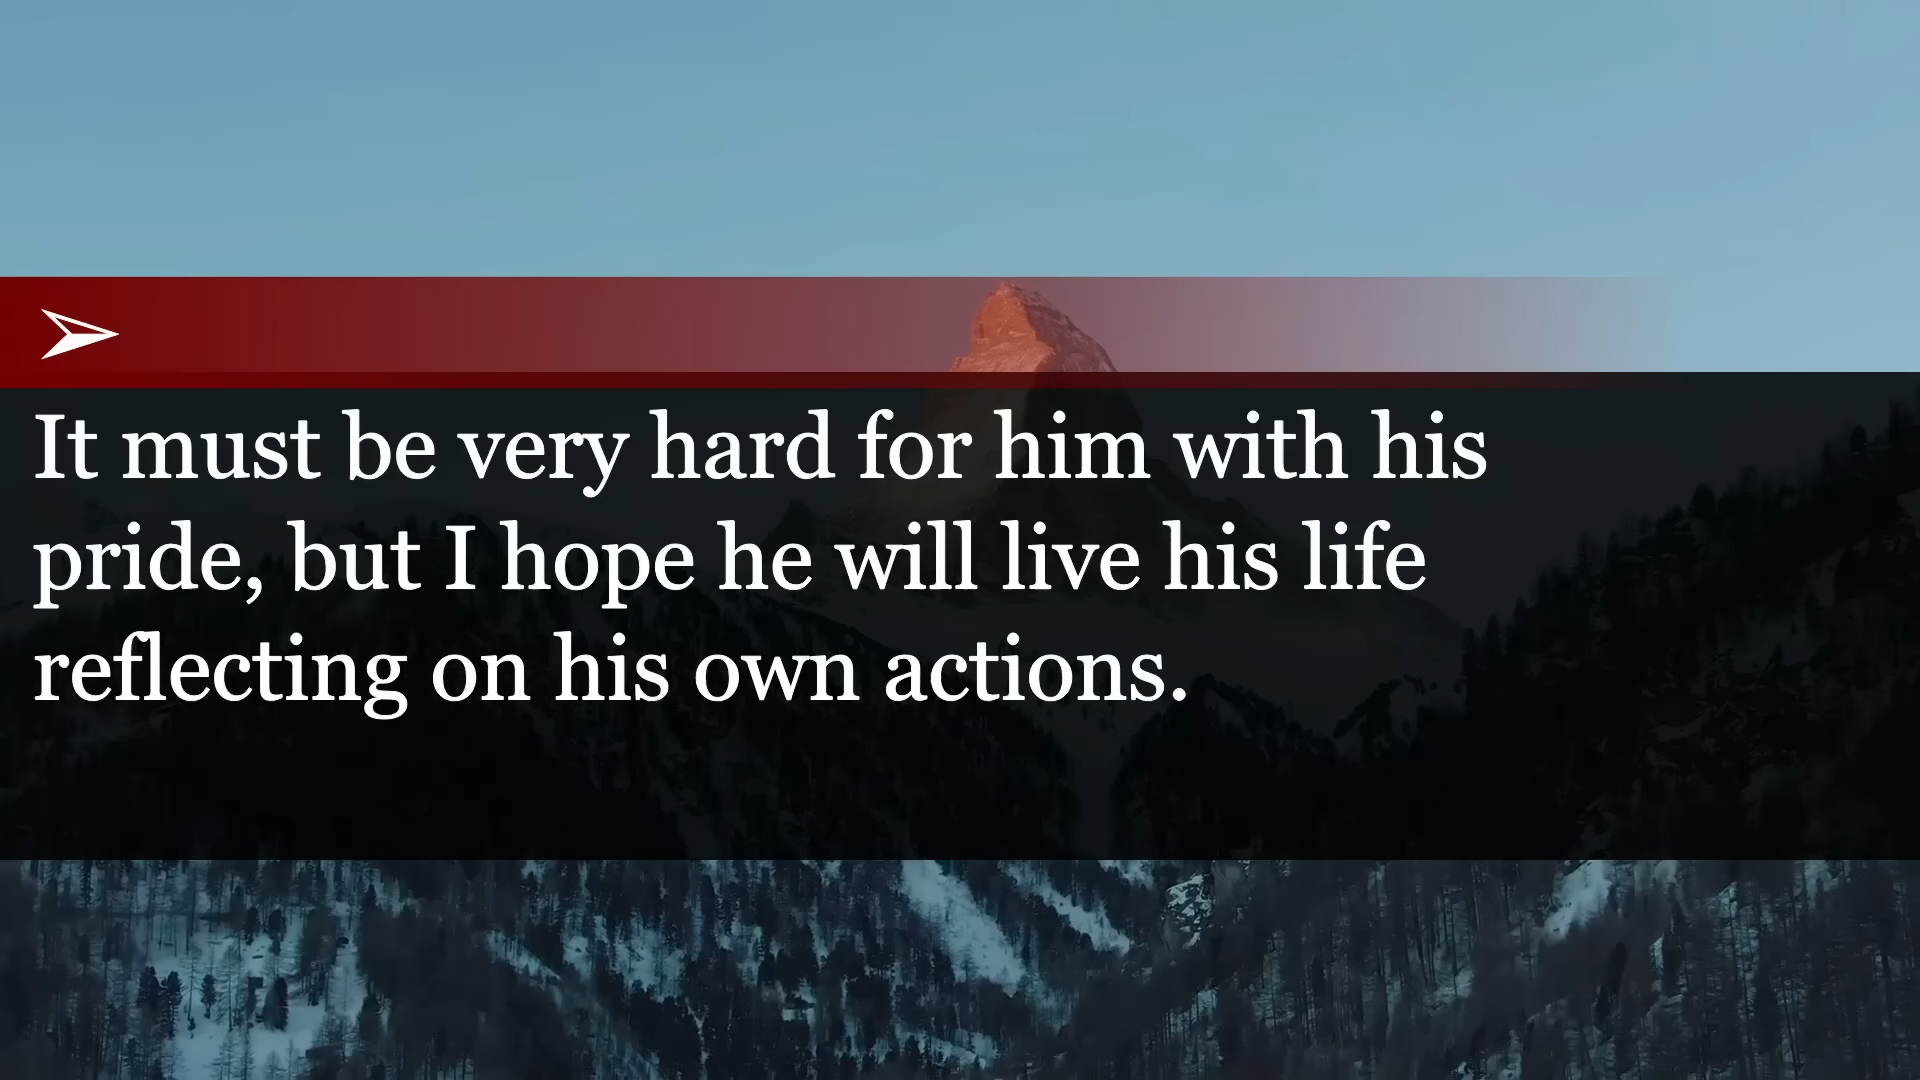 It must be very hard for him with his
pride, but I hope he will live his life
reflecting on his own actions.